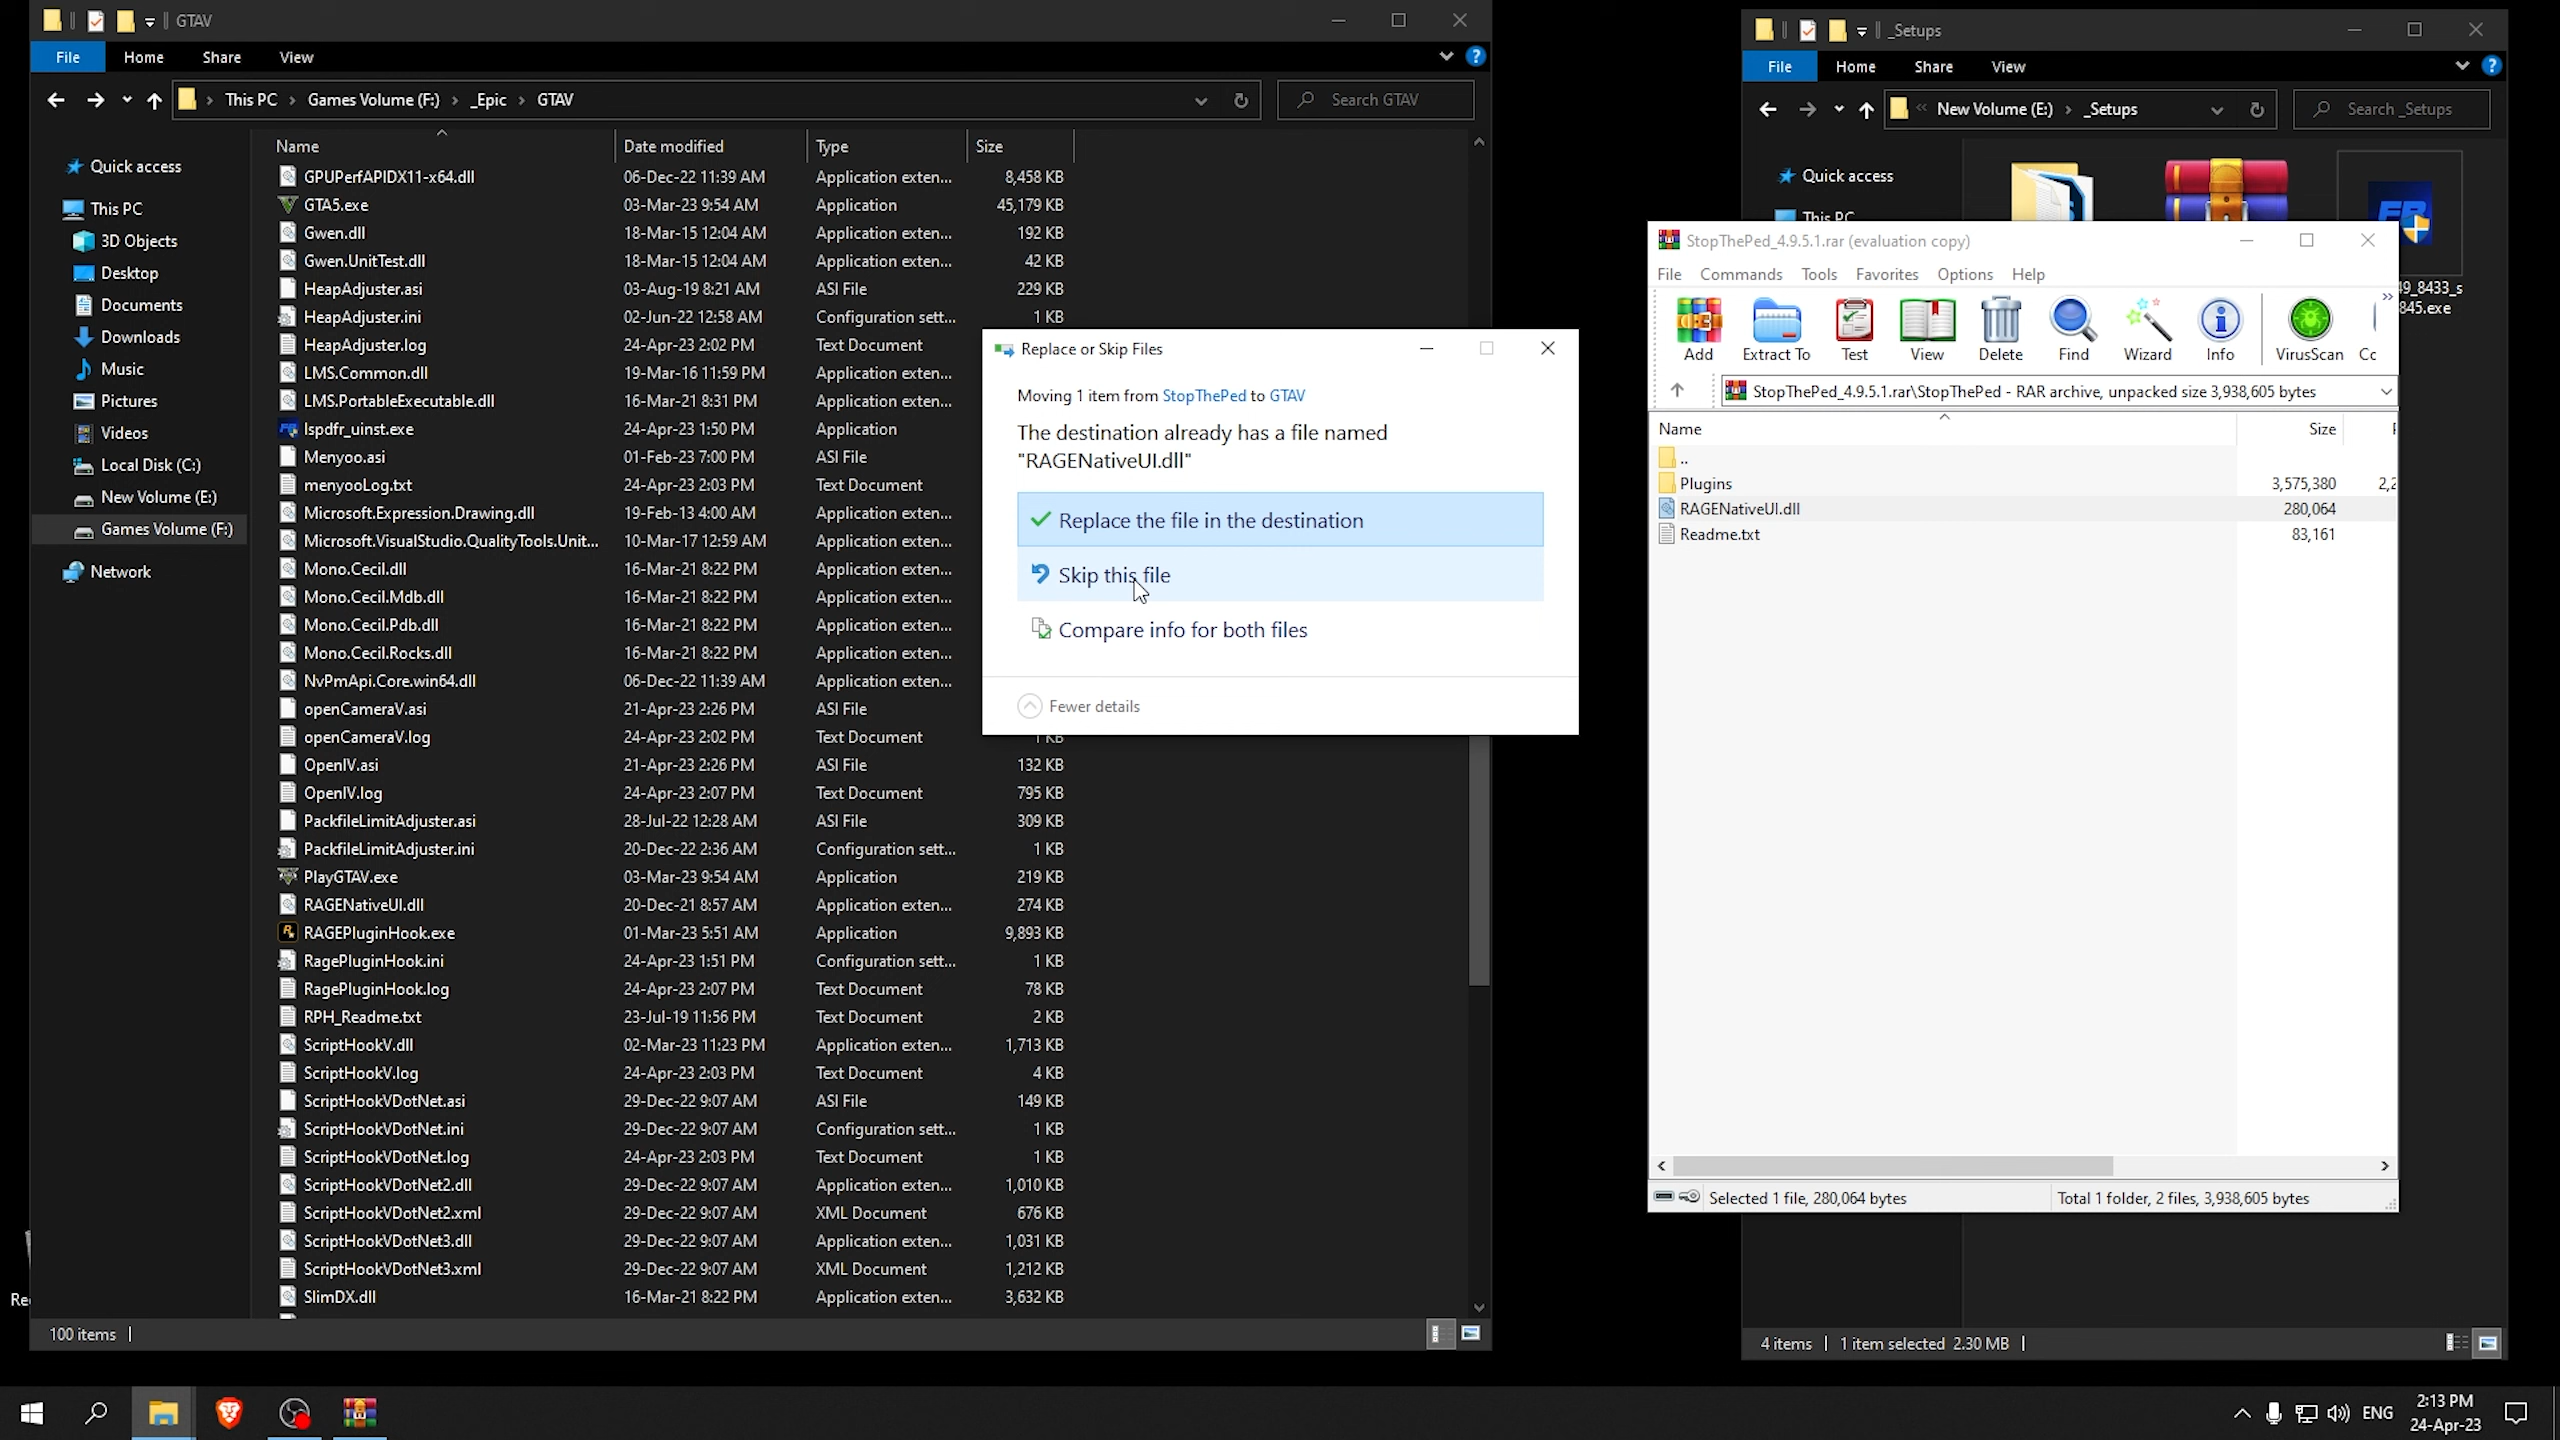 GTAV
File Home Share View
This PC > Games Volume (F:) > _Epic > GTAV
Search GTAV
Quick access
This PC
3D Objects
Desktop
Documents
Downloads
Music
Pictures
Videos
Local Disk (C:)
New Volume (E:)
Games Volume (F:)
Network
Name Date modified Type Size
GPUPerfAPIDX11-x64.dll 06-Dec-22 11:39 AM Application exten... 8,458 KB
GTA5.exe 03-Mar-23 9:54 AM Application 45,179 KB
Gwen.dll 18-Mar-15 12:04 AM Application exten... 192 KB
Gwen.UnitTest.dll 18-Mar-15 12:04 AM Application exten... 42 KB
HeapAdjuster.asi 03-Aug-19 8:21 AM ASI File 229 KB
HeapAdjuster.ini 02-Jun-22 12:58 AM Configuration sett... 1 KB
HeapAdjuster.log 24-Apr-23 2:02 PM Text Document
LMS.Common.dll 19-Mar-16 11:59 PM Application exten...
LMS.PortableExecutable.dll 16-Mar-21 8:31 PM Application exten...
lspdfr_uinst.exe 24-Apr-23 1:50 PM Application
Menyoo.asi 01-Feb-23 7:00 PM ASI File
menyooLog.txt 24-Apr-23 2:03 PM Text Document
Microsoft.Expression.Drawing.dll 19-Feb-13 4:00 AM Application exten...
Microsoft.VisualStudio.QualityTools.Unit... 10-Mar-17 12:59 AM Application exten...
Mono.Cecil.dll 16-Mar-21 8:22 PM Application exten...
Mono.Cecil.Mdb.dll 16-Mar-21 8:22 PM Application exten...
Mono.Cecil.Pdb.dll 16-Mar-21 8:22 PM Application exten...
Mono.Cecil.Rocks.dll 16-Mar-21 8:22 PM Application exten...
NvPmApi.Core.win64.dll 06-Dec-22 11:39 AM Application exten...
openCameraV.asi 21-Apr-23 2:26 PM ASI File
openCameraV.log 24-Apr-23 2:02 PM Text Document 1 KB
OpenIV.asi 21-Apr-23 2:26 PM ASI File 132 KB
OpenIV.log 24-Apr-23 2:07 PM Text Document 795 KB
PackfileLimitAdjuster.asi 28-Jul-22 12:28 AM ASI File 309 KB
PackfileLimitAdjuster.ini 20-Dec-22 2:36 AM Configuration sett... 1 KB
PlayGTAV.exe 03-Mar-23 9:54 AM Application 219 KB
RAGENativeUI.dll 20-Dec-21 8:57 AM Application exten... 274 KB
RAGEPluginHook.exe 01-Mar-23 5:51 AM Application 9,893 KB
RagePluginHook.ini 24-Apr-23 1:51 PM Configuration sett... 1 KB
RagePluginHook.log 24-Apr-23 2:07 PM Text Document 78 KB
RPH_Readme.txt 23-Jul-19 11:56 PM Text Document 2 KB
ScriptHookV.dll 02-Mar-23 11:23 PM Application exten... 1,713 KB
ScriptHookV.log 24-Apr-23 2:03 PM Text Document 4 KB
ScriptHookVDotNet.asi 29-Dec-22 9:07 AM ASI File 149 KB
ScriptHookVDotNet.ini 29-Dec-22 9:07 AM Configuration sett... 1 KB
ScriptHookVDotNet.log 24-Apr-23 2:03 PM Text Document 1 KB
ScriptHookVDotNet2.dll 29-Dec-22 9:07 AM Application exten... 1,010 KB
ScriptHookVDotNet2.xml 29-Dec-22 9:07 AM XML Document 676 KB
ScriptHookVDotNet3.dll 29-Dec-22 9:07 AM Application exten... 1,031 KB
ScriptHookVDotNet3.xml 29-Dec-22 9:07 AM XML Document 1,212 KB
SlimDX.dll 16-Mar-21 8:22 PM Application exten... 3,632 KB
100 items
Replace or Skip Files
Moving 1 item from StopThePed to GTAV
The destination already has a file named
"RAGENativeUI.dll"
Replace the file in the destination
Skip this file
Compare info for both files
Fewer details
_Setups
File Home Share View
« New Volume (E:) > _Setups
Search _Setups
Quick access
This PC
49_8433_s
845.exe
StopThePed_4.9.5.1.rar (evaluation copy)
File Commands Tools Favorites Options Help
Add Extract To Test View Delete Find Wizard Info VirusScan Cc
StopThePed_4.9.5.1.rar\StopThePed - RAR archive, unpacked size 3,938,605 bytes
Name Size
..
Plugins 3,575,380 2,2
RAGENativeUI.dll 280,064
Readme.txt 83,161
Selected 1 file, 280,064 bytes Total 1 folder, 2 files, 3,938,605 bytes
4 items 1 item selected 2.30 MB
Re
ENG
2:13 PM
24-Apr-23